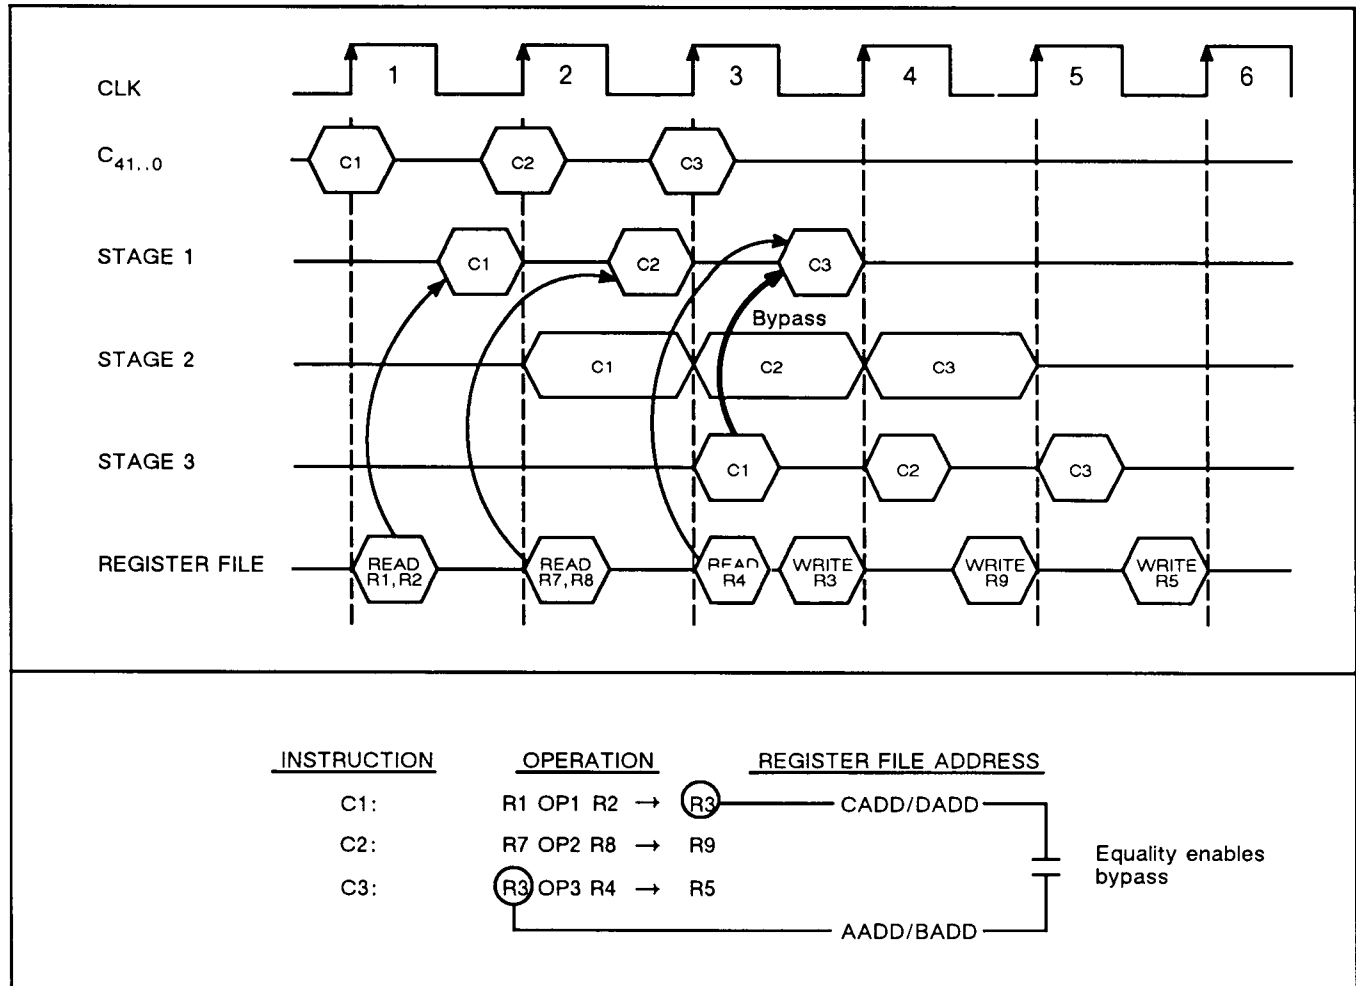 CLK 1 2 3 4 5 6
C41..0 C1 C2 C3
STAGE 1 C1 C2 C3
Bypass
STAGE 2 C1 C2 C3
STAGE 3 C1 C2 C3
REGISTER FILE READ R1, R2 READ R7, R8 READ R4 WRITE R3 WRITE R9 WRITE R5
INSTRUCTION OPERATION REGISTER FILE ADDRESS
C1: R1 OP1 R2 → R3 CADD/DADD
C2: R7 OP2 R8 → R9
Equality enables
bypass
C3: R3 OP3 R4 → R5
AADD/BADD